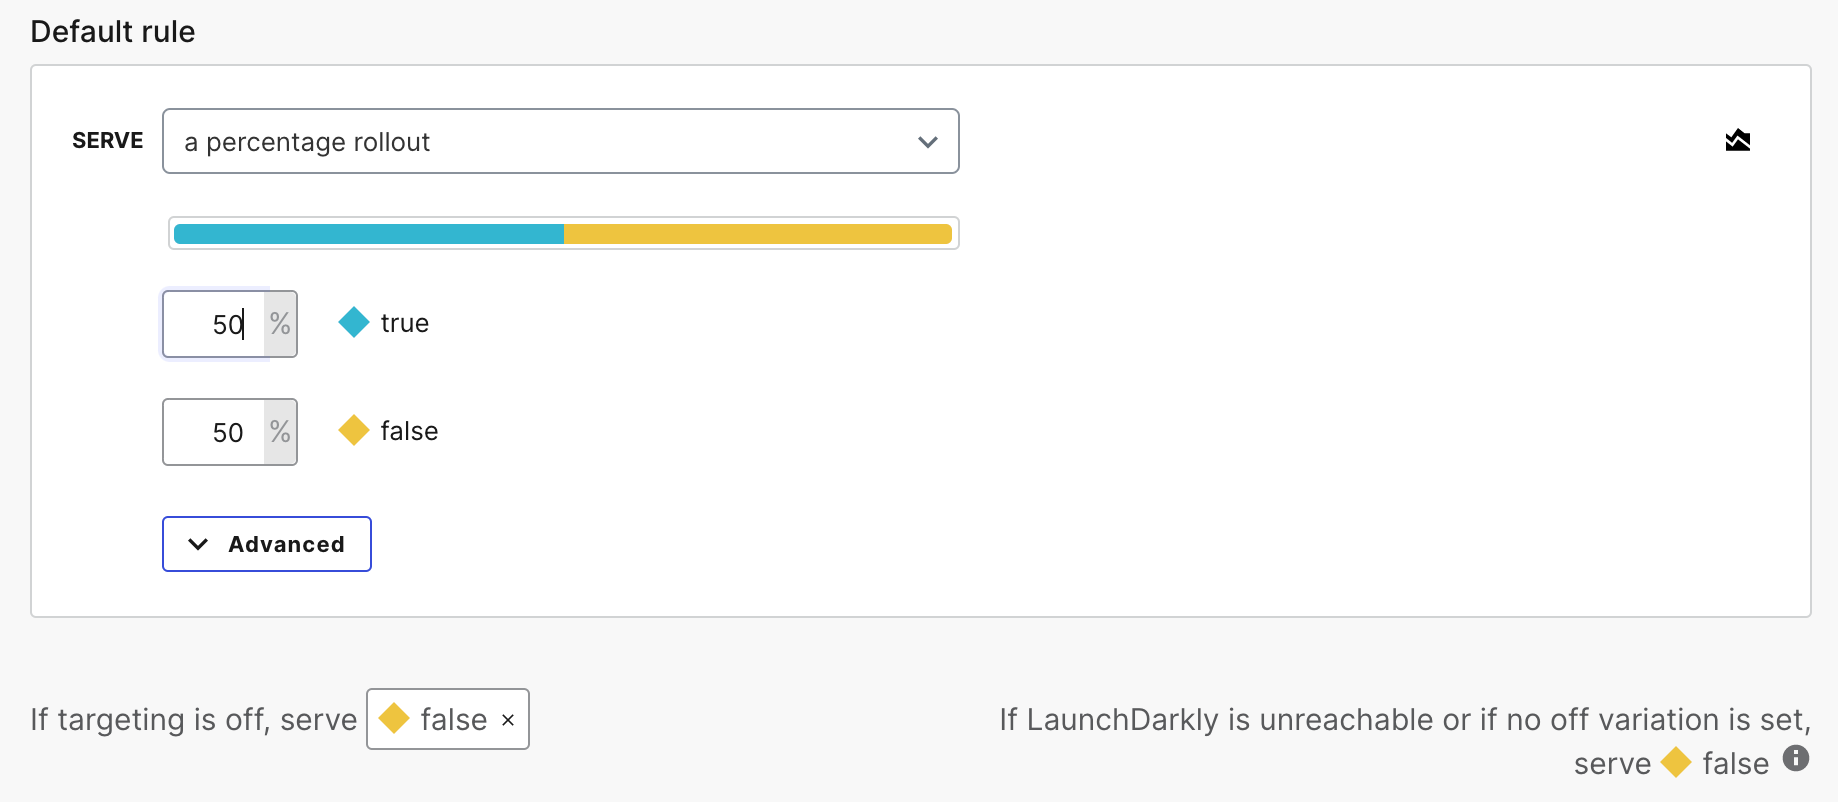 Default rule
SERVE a percentage rollout
50 % true
50 % false
Advanced
If targeting is off, serve false ×
If LaunchDarkly is unreachable or if no off variation is set,
serve false